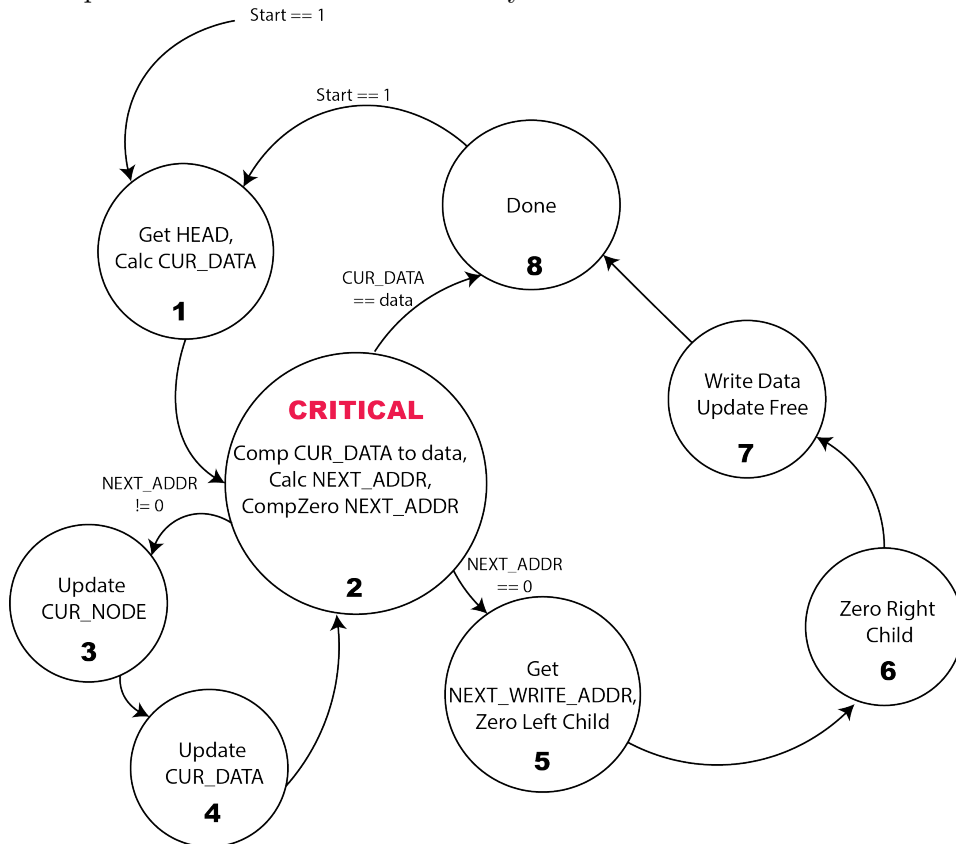 Start == 1
Start == 1
Get HEAD,
Calc CUR_DATA
1
Done
8
CUR_DATA
== data
CRITICAL
Comp CUR_DATA to data,
Calc NEXT_ADDR,
CompZero NEXT_ADDR
2
Write Data
Update Free
7
NEXT_ADDR
!= 0
NEXT_ADDR
== 0
Update
CUR_NODE
3
Zero Right
Child
6
Get
NEXT_WRITE_ADDR,
Zero Left Child
5
Update
CUR_DATA
4